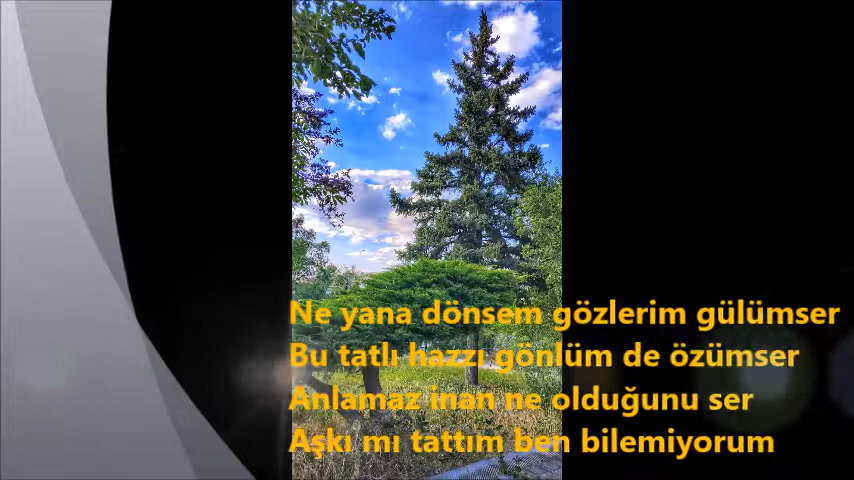 Ne yana dönsem gözlerim gülümser
Bu tatlı hazzı gönlüm de özümser
Anlamaz inan ne olduğunu ser
Aşkı mı tattım ben bilemiyorum